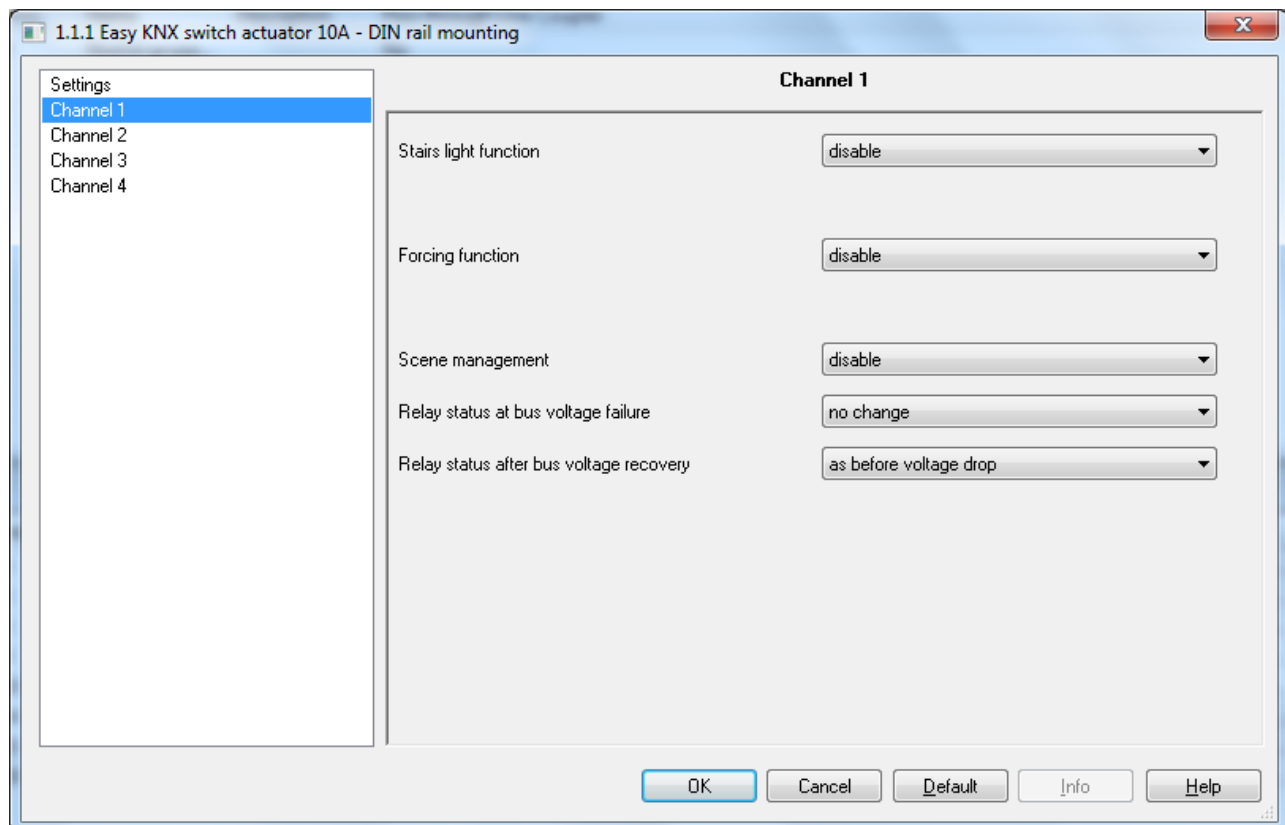 1.1.1 Easy KNX switch actuator 10A - DIN rail mounting
Settings
Channel 1
Channel 2
Channel 3
Channel 4
Channel 1
Stairs light function disable
Forcing function disable
Scene management disable
Relay status at bus voltage failure no change
Relay status after bus voltage recovery as before voltage drop
OK Cancel Default Info Help